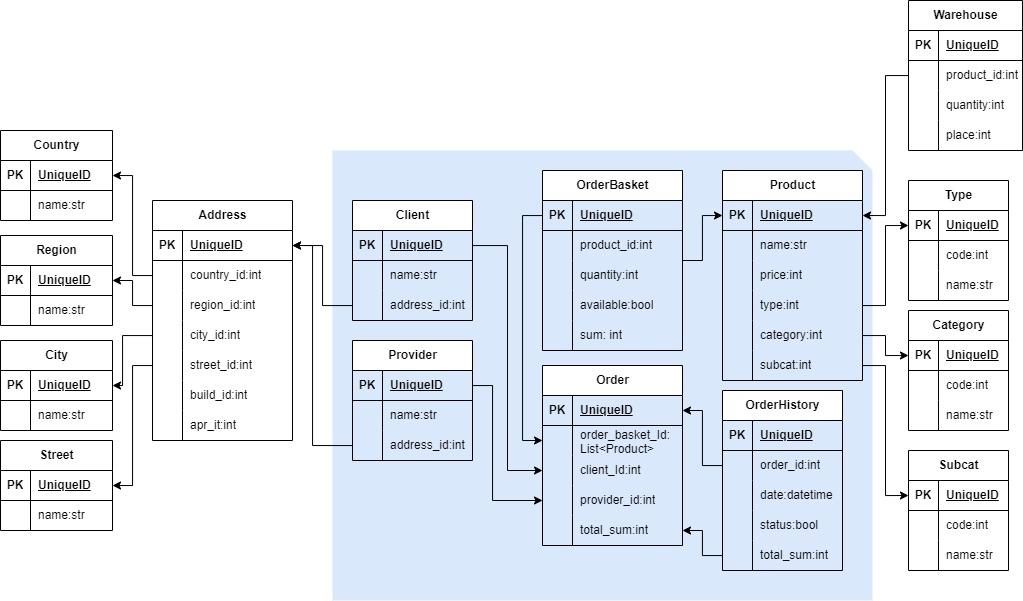 Warehouse
PK UniqueID
product_id:int
quantity:int
place:int
Country
PK UniqueID
name:str
Region
PK UniqueID
name:str
City
PK UniqueID
name:str
Street
PK UniqueID
name:str
Address
PK UniqueID
country_id:int
region_id:int
city_id:int
street_id:int
build_id:int
apr_it:int
Client
PK UniqueID
name:str
address_id:int
Provider
PK UniqueID
name:str
address_id:int
OrderBasket
PK UniqueID
product_id:int
quantity:int
available:bool
sum: int
Order
PK UniqueID
order_basket_Id:
List<Product>
client_Id:int
provider_id:int
total_sum:int
Product
PK UniqueID
name:str
price:int
type:int
category:int
subcat:int
OrderHistory
PK UniqueID
order_id:int
date:datetime
status:bool
total_sum:int
Type
PK UniqueID
code:int
name:str
Category
PK UniqueID
code:int
name:str
Subcat
PK UniqueID
code:int
name:str